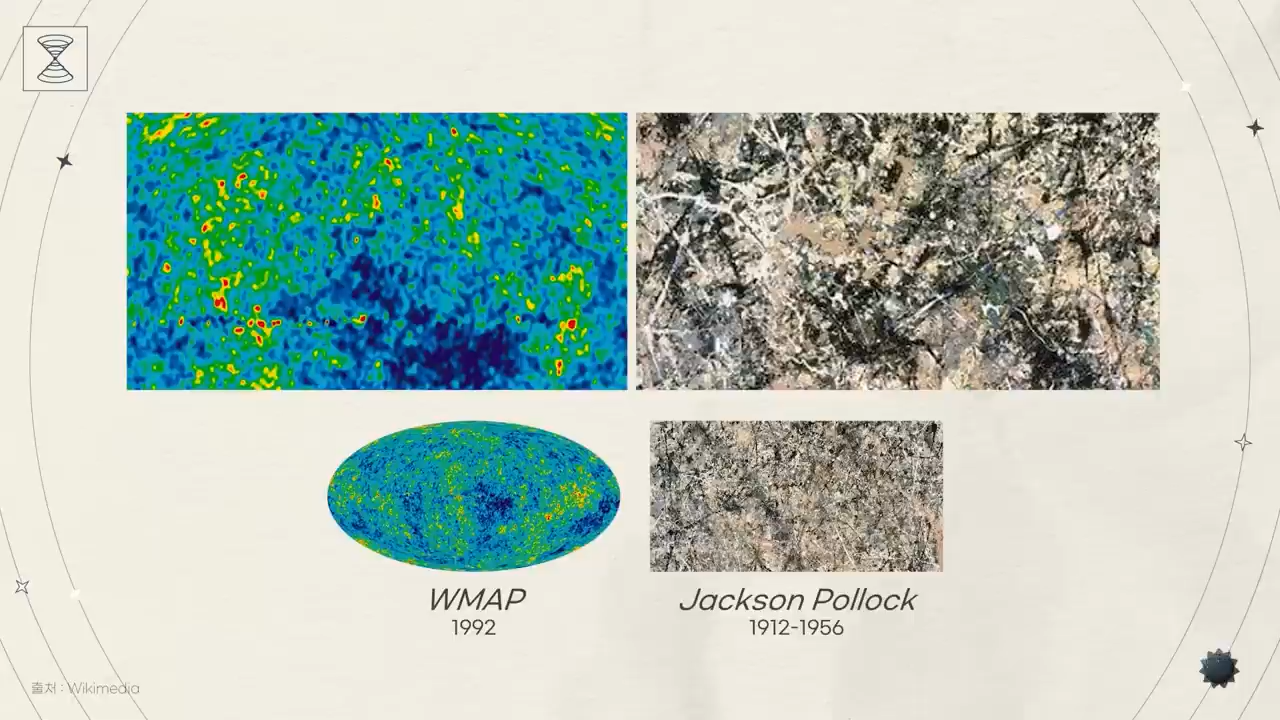 WMAP
1992
Jackson Pollock
1912-1956
출처 : Wikimedia